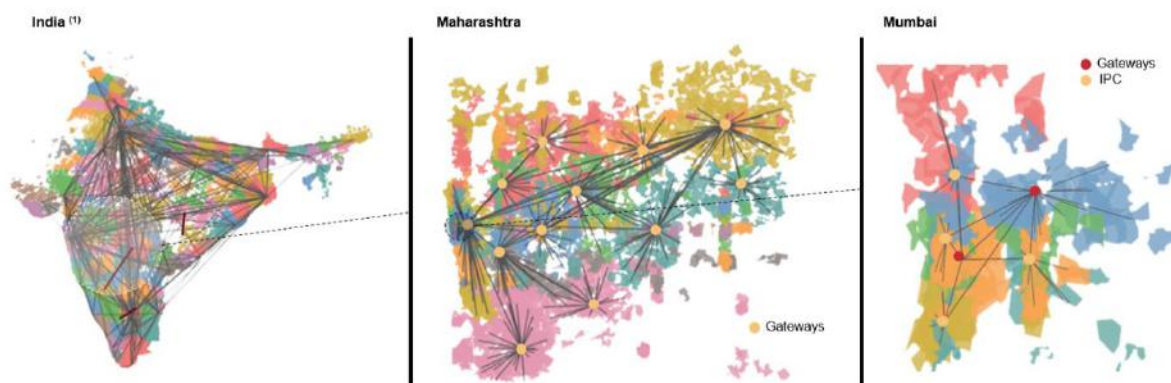 India (1)
Maharashtra
Gateways
Mumbai
Gateways
IPC